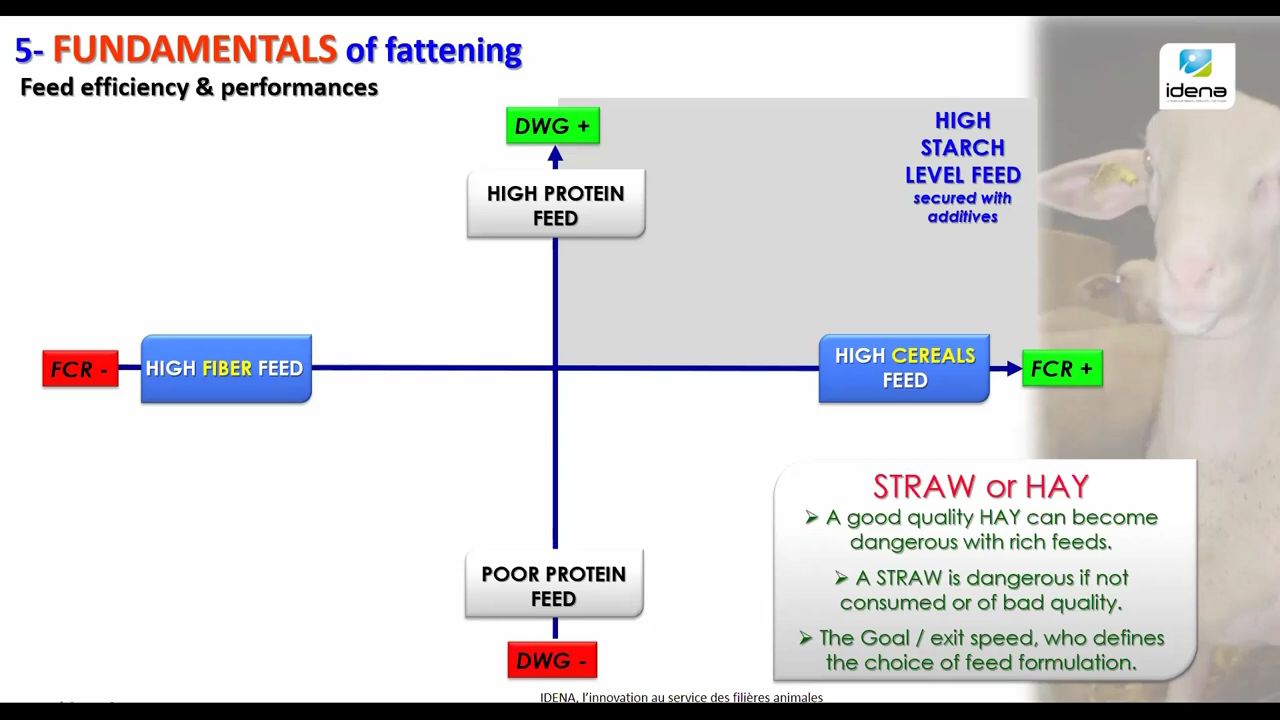 5- FUNDAMENTALS of fattening
Feed efficiency & performances
idena
DWG +
HIGH
STARCH
LEVEL FEED
secured with
additives
HIGH PROTEIN
FEED
FCR -
HIGH FIBER FEED
HIGH CEREALS
FEED
FCR +
STRAW or HAY
➢ A good quality HAY can become
dangerous with rich feeds.
➢ A STRAW is dangerous if not
consumed or of bad quality.
➢ The Goal / exit speed, who defines
the choice of feed formulation.
POOR PROTEIN
FEED
DWG -
IDENA, l’innovation au service des filières animales